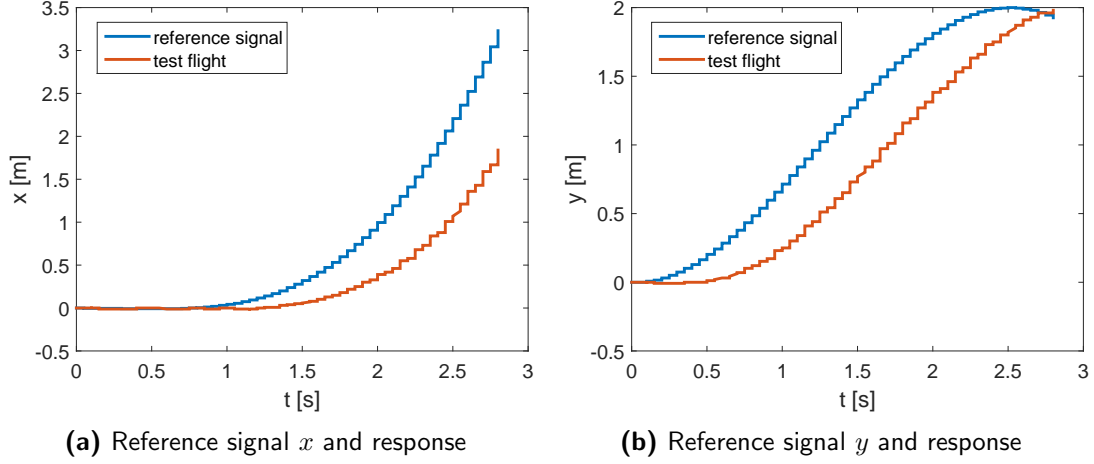 3.5
3
2.5
2
1.5
1
0.5
0
-0.5
x [m]
reference signal
test flight
0 0.5 1 1.5 2 2.5 3
t [s]
(a) Reference signal x and response
2
1.5
1
0.5
0
-0.5
y [m]
reference signal
test flight
0 0.5 1 1.5 2 2.5 3
t [s]
(b) Reference signal y and response